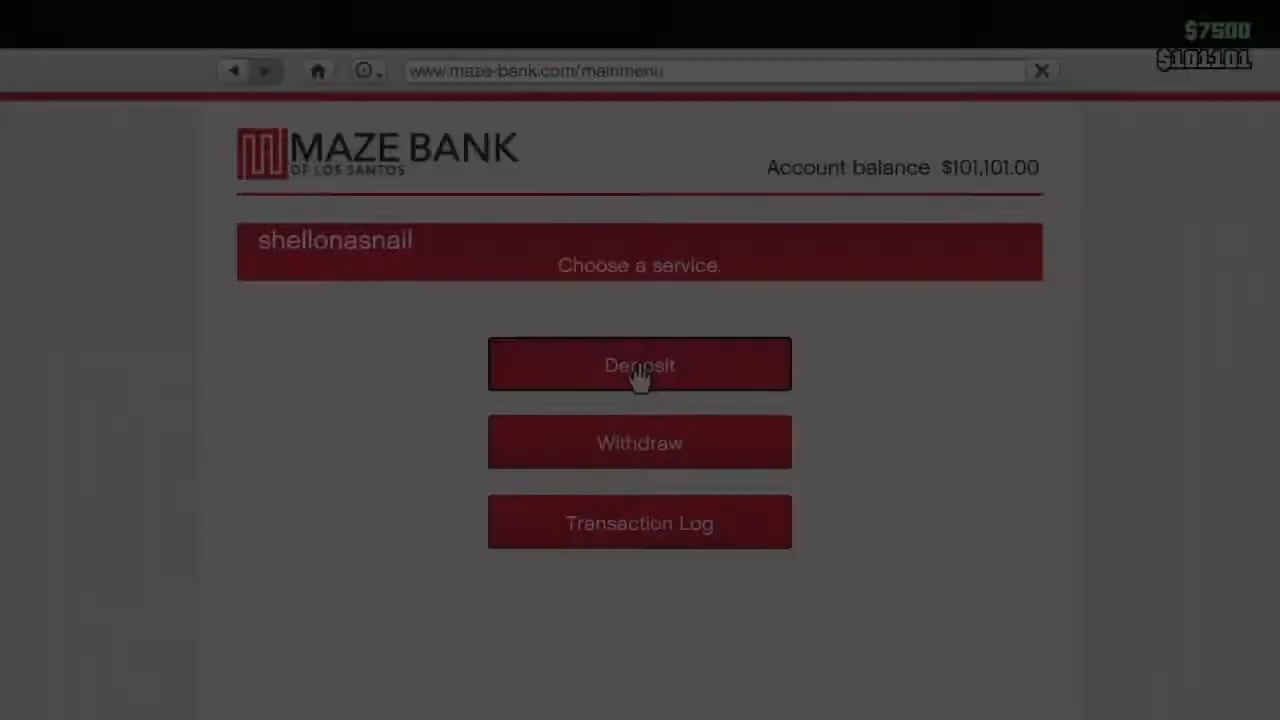 $7500
$101101
www.maze-bank.com/mainmenu
MAZE BANK
OF LOS SANTOS
Account balance $101,101.00
shellonasnail
Choose a service.
Deposit
Withdraw
Transaction Log